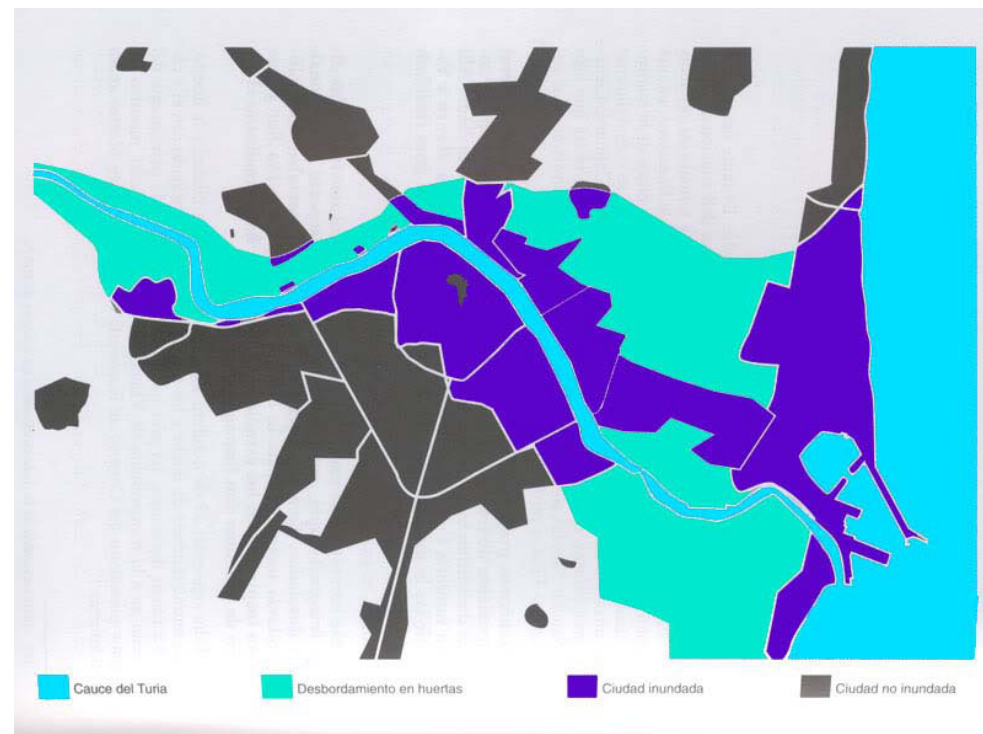 Cauce del Turia
Desbordamiento en huertas
Ciudad inundada
Ciudad no inundada